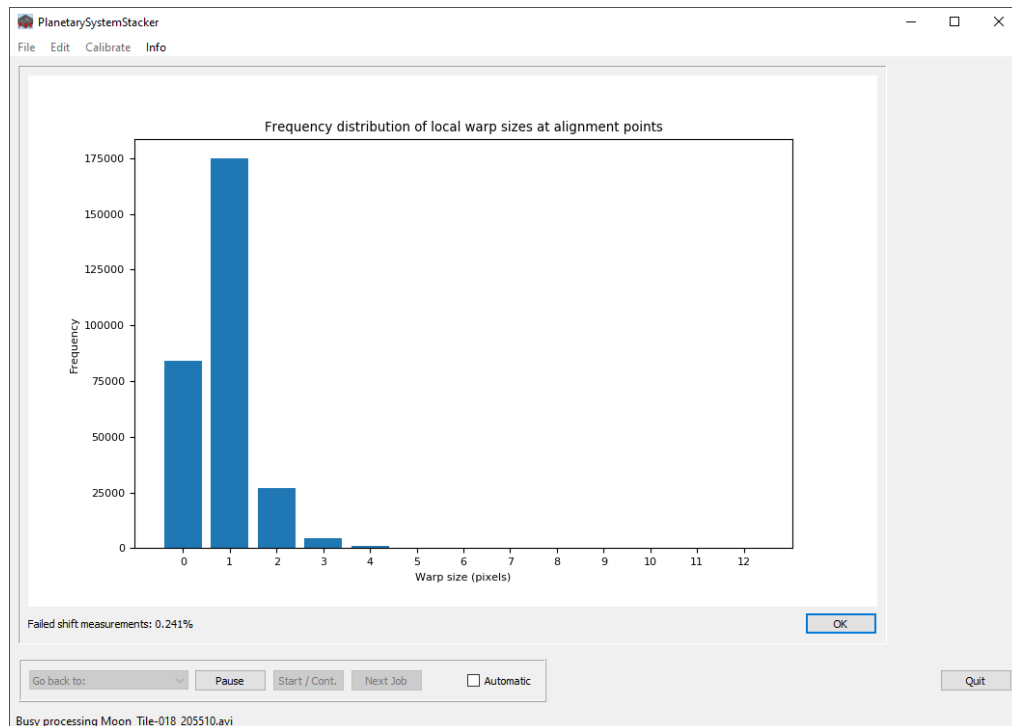 PlanetarySystemStacker
File Edit Calibrate Info
Frequency distribution of local warp sizes at alignment points
175000
150000
125000
100000
75000
50000
25000
0
Frequency
0 1 2 3 4 5 6 7 8 9 10 11 12
Warp size (pixels)
Failed shift measurements: 0.241%
OK
Go back to: Pause Start / Cont. Next Job Automatic Quit
Busy processing Moon_Tile-018_205510.avi